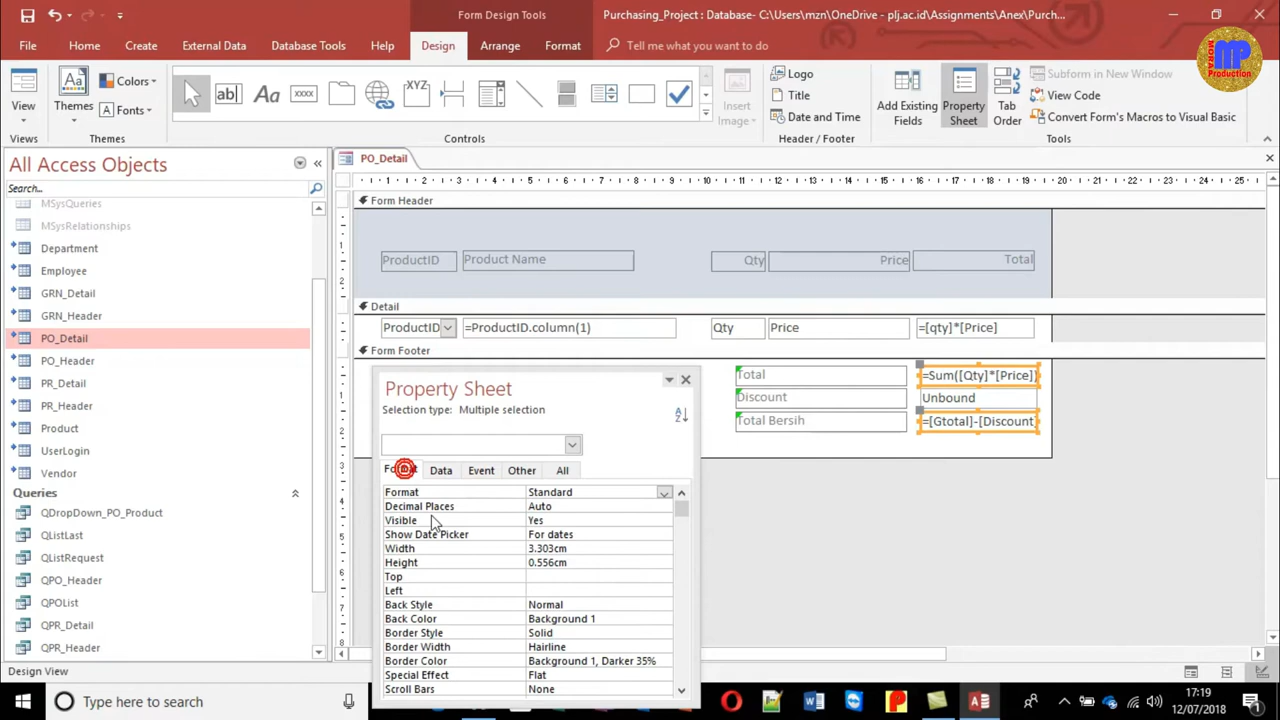 Form Design Tools
Purchasing_Project : Database- C:\Users\mzn\OneDrive - plj.ac.id\Assignments\Anex\Purch...
File
Home
Create
External Data
Database Tools
Help
Design
Arrange
Format
Tell me what you want to do
MORA
MP
Production
View
Views
Themes
Colors
Fonts
Themes
Controls
Insert
Image
Logo
Title
Date and Time
Header / Footer
Add Existing
Fields
Property
Sheet
Tab
Order
Subform in New Window
View Code
Convert Form's Macros to Visual Basic
Tools
All Access Objects
Search...
MSysQueries
MSysRelationships
Department
Employee
GRN_Detail
GRN_Header
PO_Detail
PO_Header
PR_Detail
PR_Header
Product
UserLogin
Vendor
Queries
QDropDown_PO_Product
QListLast
QListRequest
QPO_Header
QPOList
QPR_Detail
QPR_Header
PO_Detail
Form Header
ProductID
Product Name
Qty
Price
Total
Detail
ProductID
=ProductID.column(1)
Qty
Price
=[qty]*[Price]
Form Footer
Total
=Sum([Qty]*[Price])
Discount
Unbound
Total Bersih
=[Gtotal]-[Discount
Property Sheet
Selection type: Multiple selection
Format
Data
Event
Other
All
Format Standard
Decimal Places Auto
Visible Yes
Show Date Picker For dates
Width 3.303cm
Height 0.556cm
Top
Left
Back Style Normal
Back Color Background 1
Border Style Solid
Border Width Hairline
Border Color Background 1, Darker 35%
Special Effect Flat
Scroll Bars None
Design View
Type here to search
17:19
12/07/2018